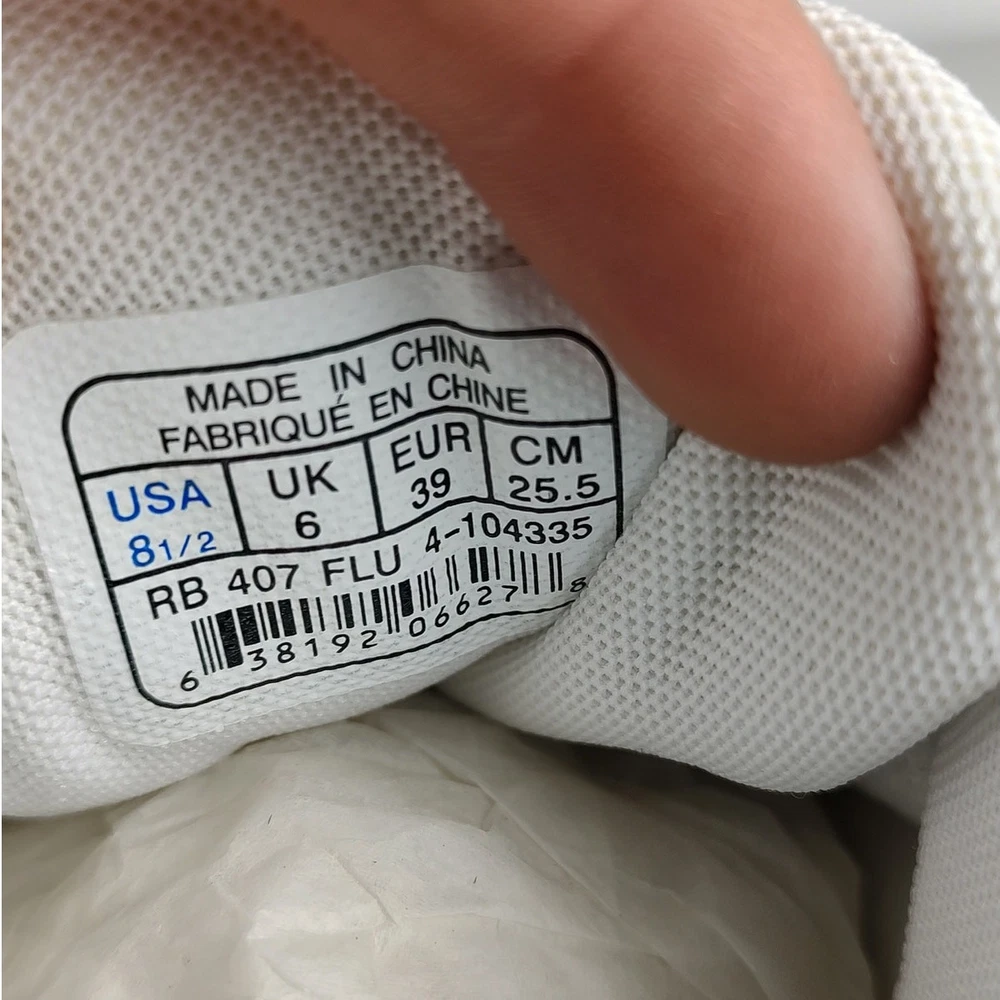 MADE IN CHINA
FABRIQUÉ EN CHINE
USA UK EUR CM
8 1/2 6 39 25.5
RB 407 FLU 4-104335
6 38192 06627 8